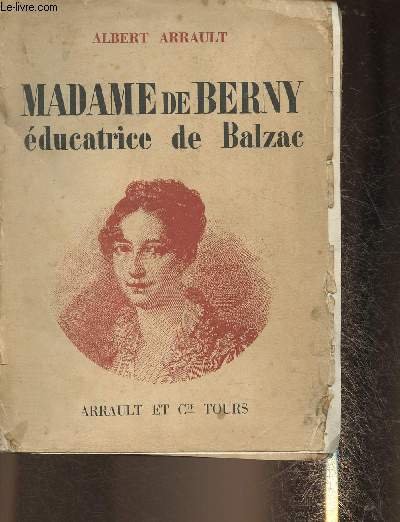 Le-livre.com
ALBERT ARRAULT
MADAME DE BERNY
éducatrice de Balzac
ARRAULT ET Cie TOURS